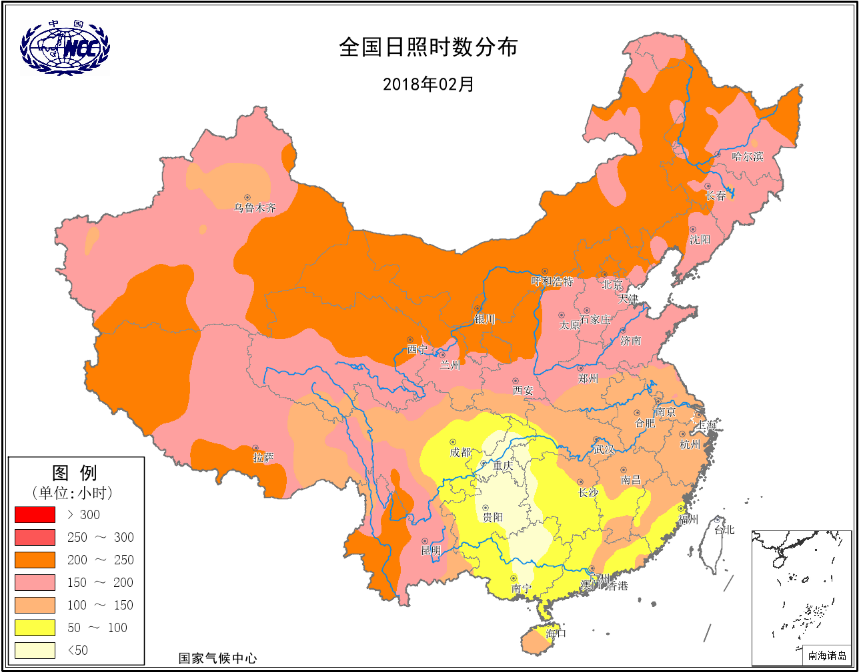 中国
NCC
全国日照时数分布
2018年02月
哈尔滨
长春
乌鲁木齐
沈阳
呼和浩特
北京
天津
银川
太原
石家庄
济南
西宁
兰州
郑州
西安
南京
合肥
上海
杭州
武汉
成都
重庆
拉萨
南昌
长沙
贵阳
福州
台北
昆明
广州
澳门
香港
南宁
海口
图 例
(单位:小时)
> 300
250 ～ 300
200 ～ 250
150 ～ 200
100 ～ 150
50 ～ 100
<50
国家气候中心
南海诸岛